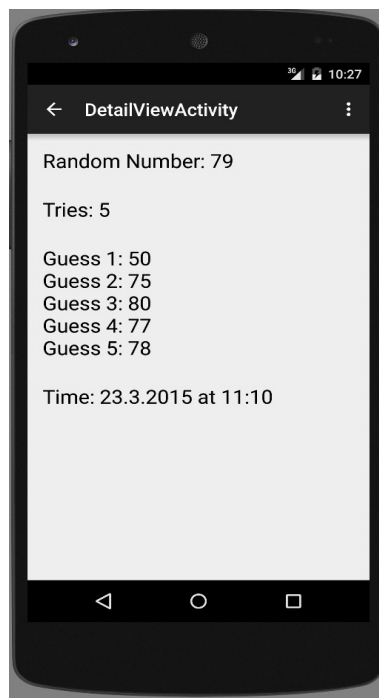 3G 10:27
DetailViewActivity
Random Number: 79
Tries: 5
Guess 1: 50
Guess 2: 75
Guess 3: 80
Guess 4: 77
Guess 5: 78
Time: 23.3.2015 at 11:10